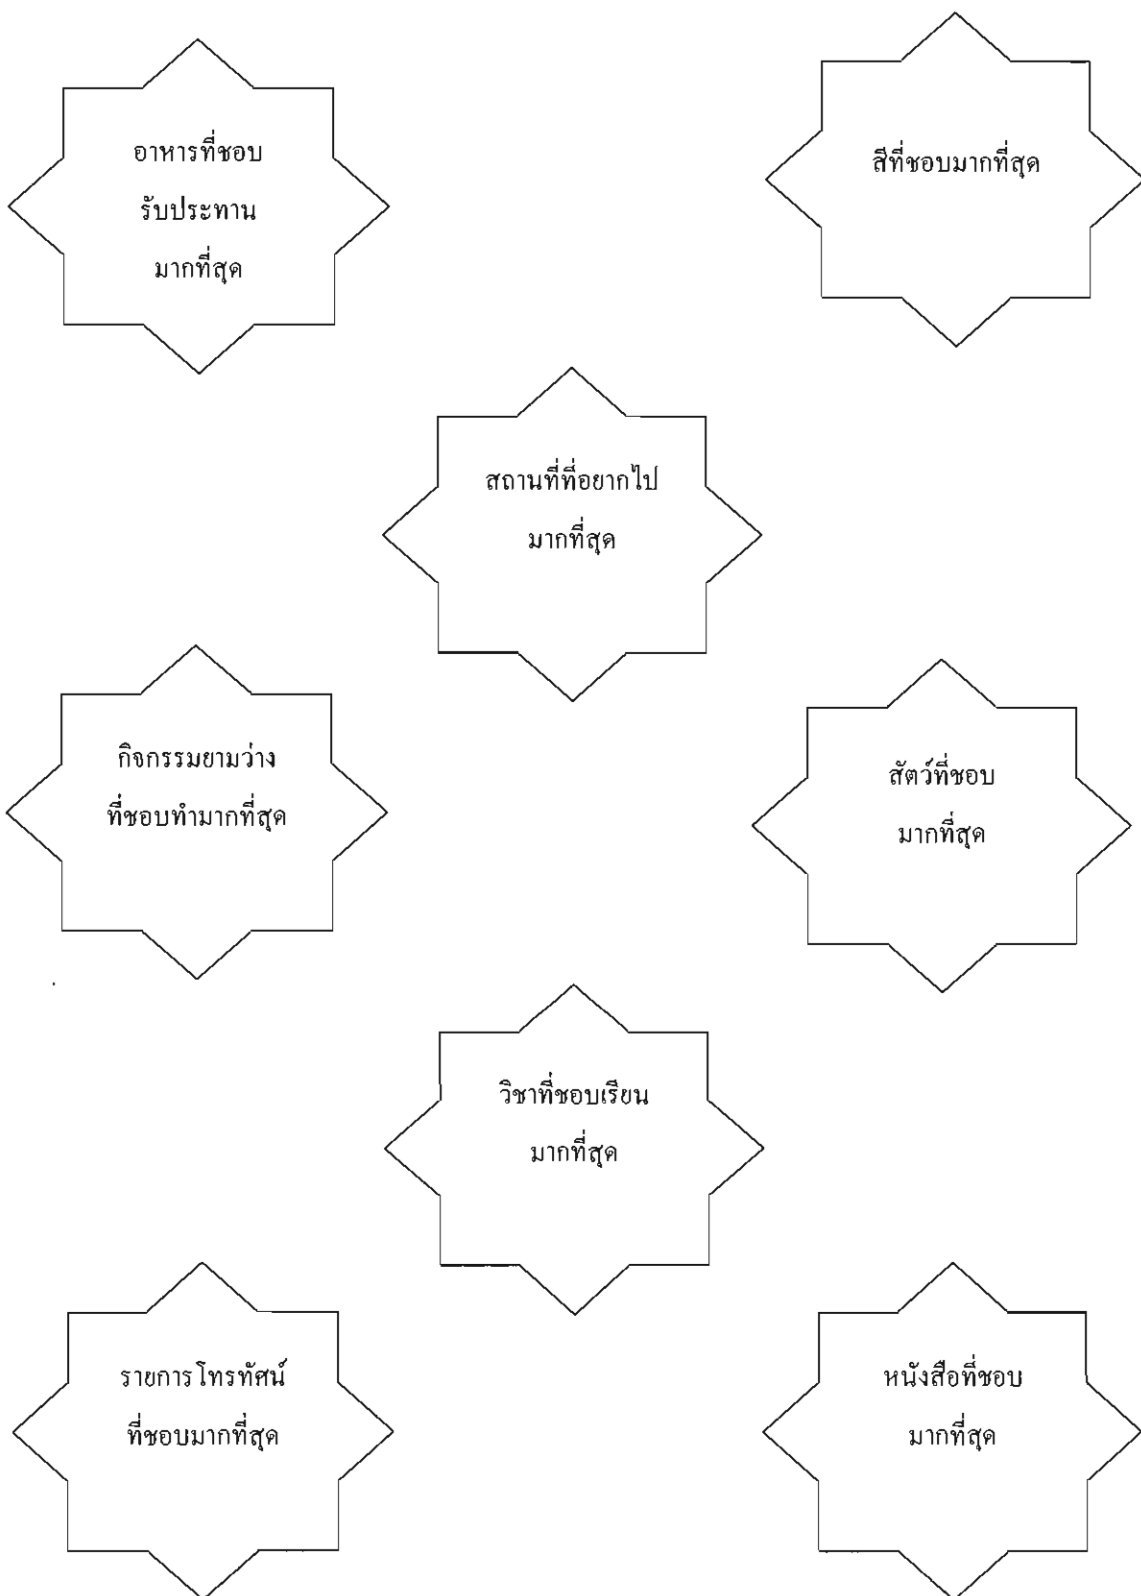 อาหารที่ชอบ
รับประทาน
มากที่สุด
สีที่ชอบมากที่สุด
สถานที่ที่อยากไป
มากที่สุด
กิจกรรมยามว่าง
ที่ชอบทำมากที่สุด
สัตว์ที่ชอบ
มากที่สุด
วิชาที่ชอบเรียน
มากที่สุด
รายการโทรทัศน์
ที่ชอบมากที่สุด
หนังสือที่ชอบ
มากที่สุด